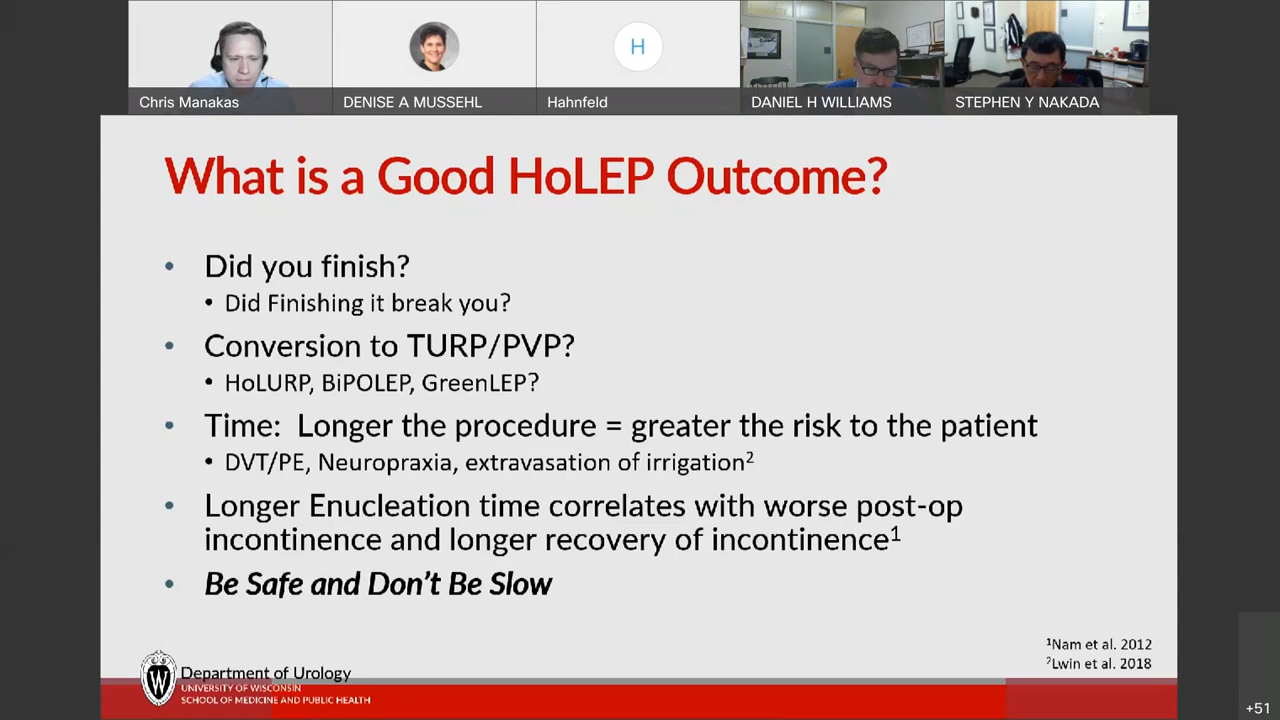 H
Chris Manakas
DENISE A MUSSEHL
Hahnfeld
DANIEL H WILLIAMS
STEPHEN Y NAKADA
What is a Good HoLEP Outcome?
• Did you finish?
• Did Finishing it break you?
• Conversion to TURP/PVP?
• HoLURP, BiPOLEP, GreenLEP?
• Time: Longer the procedure = greater the risk to the patient
• DVT/PE, Neuropraxia, extravasation of irrigation²
• Longer Enucleation time correlates with worse post-op
incontinence and longer recovery of incontinence¹
• Be Safe and Don't Be Slow
¹Nam et al. 2012
²Lwin et al. 2018
W
Department of Urology
UNIVERSITY OF WISCONSIN
SCHOOL OF MEDICINE AND PUBLIC HEALTH
+51